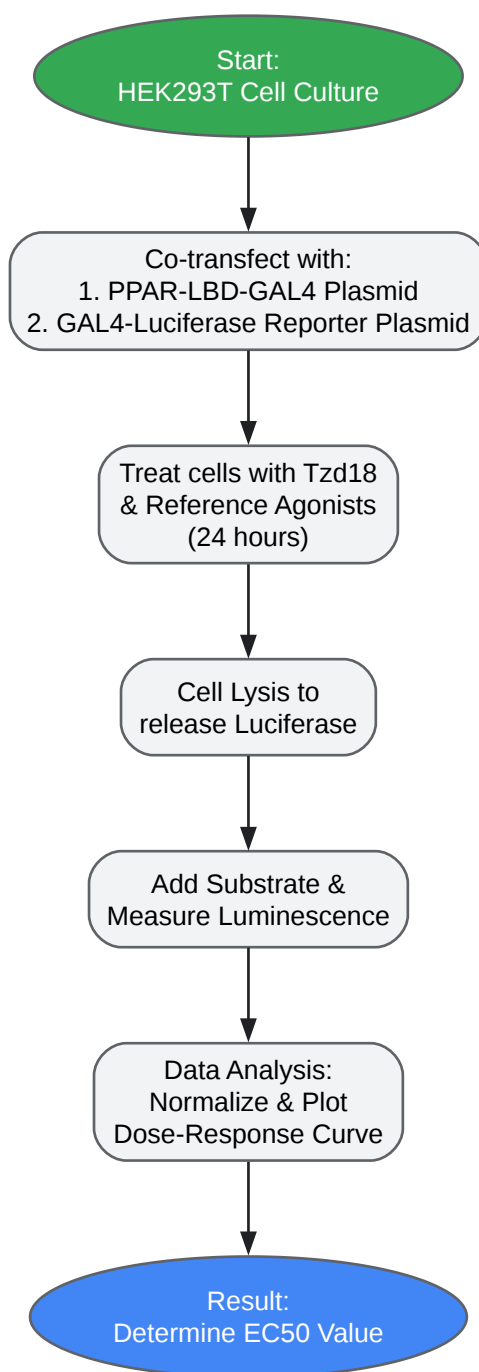 Start:
HEK293T Cell Culture
Co-transfect with:
1. PPAR-LBD-GAL4 Plasmid
2. GAL4-Luciferase Reporter Plasmid
Treat cells with Tzd18
& Reference Agonists
(24 hours)
Cell Lysis to
release Luciferase
Add Substrate &
Measure Luminescence
Data Analysis:
Normalize & Plot
Dose-Response Curve
Result:
Determine EC50 Value